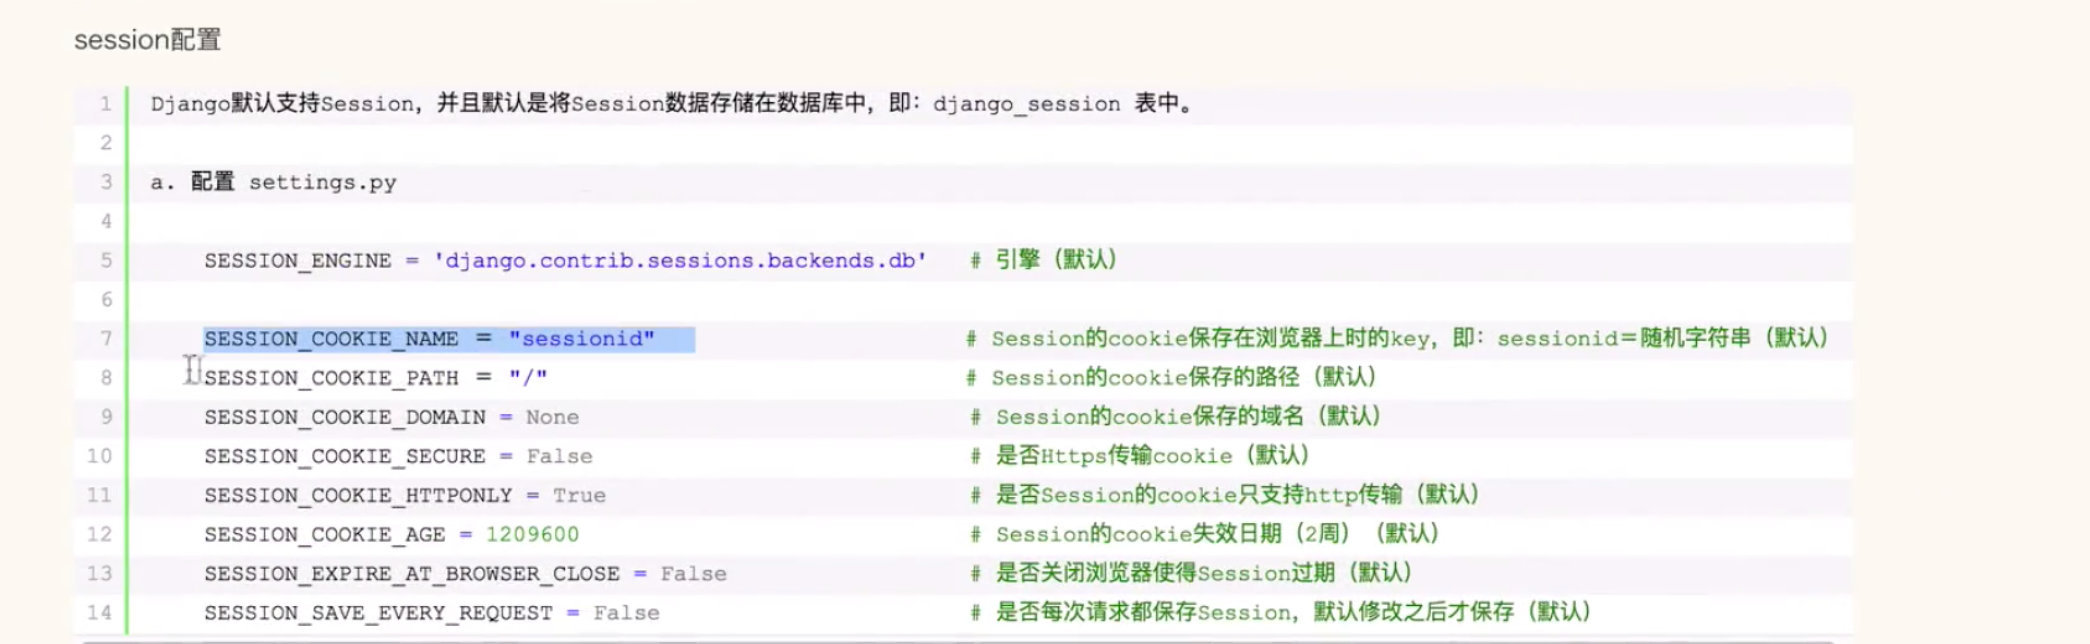 session配置
1 Django默认支持Session，并且默认是将Session数据存储在数据库中，即：django_session 表中。
2
3 a. 配置 settings.py
4
5 SESSION_ENGINE = 'django.contrib.sessions.backends.db' # 引擎（默认）
6
7 SESSION_COOKIE_NAME = "sessionid" # Session的cookie保存在浏览器上时的key，即：sessionid＝随机字符串（默认）
8 SESSION_COOKIE_PATH = "/" # Session的cookie保存的路径（默认）
9 SESSION_COOKIE_DOMAIN = None # Session的cookie保存的域名（默认）
10 SESSION_COOKIE_SECURE = False # 是否Https传输cookie（默认）
11 SESSION_COOKIE_HTTPONLY = True # 是否Session的cookie只支持http传输（默认）
12 SESSION_COOKIE_AGE = 1209600 # Session的cookie失效日期（2周）（默认）
13 SESSION_EXPIRE_AT_BROWSER_CLOSE = False # 是否关闭浏览器使得Session过期（默认）
14 SESSION_SAVE_EVERY_REQUEST = False # 是否每次请求都保存Session，默认修改之后才保存（默认）